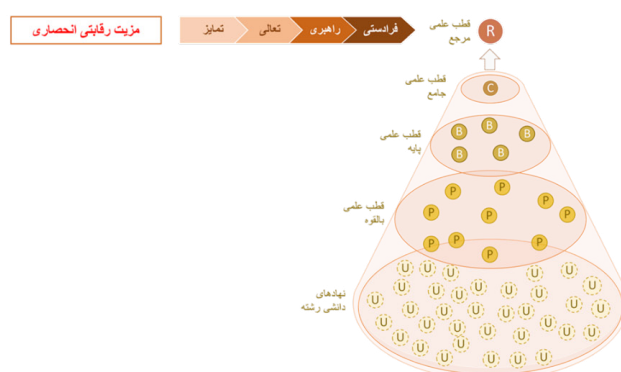 مزیت رقابتی انحصاری
فرادستی راهبری تعالی تمایز
قطب علمی
مرجع
R
قطب علمی
جامع
C
قطب علمی
پایه
B B B
B B
قطب علمی
بالقوه
P P P
P P P
P P P
P
نهادهای
دانشی رشته
U U U U U
U U U U U U
U U U U U U U U
U U U U U U U
U U U U U U
U U U